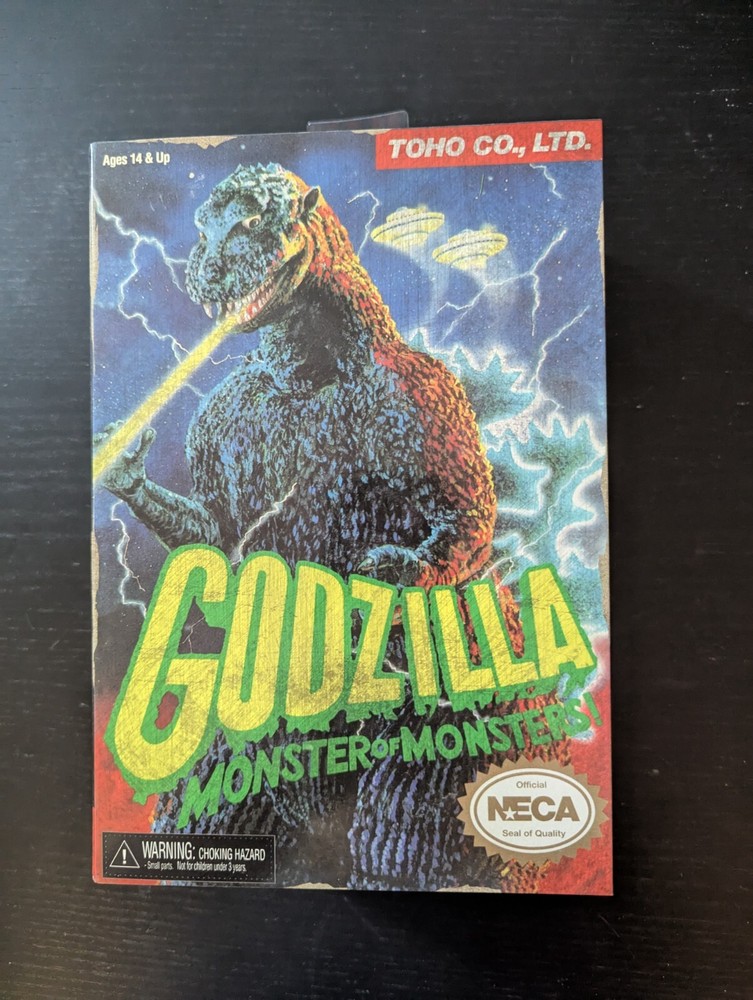 Ages 14 & Up
TOHO CO., LTD.
GODZILLA
MONSTER OF MONSTERS!
Official
NECA
Seal of Quality
WARNING: CHOKING HAZARD
- Small parts. Not for children under 3 years.